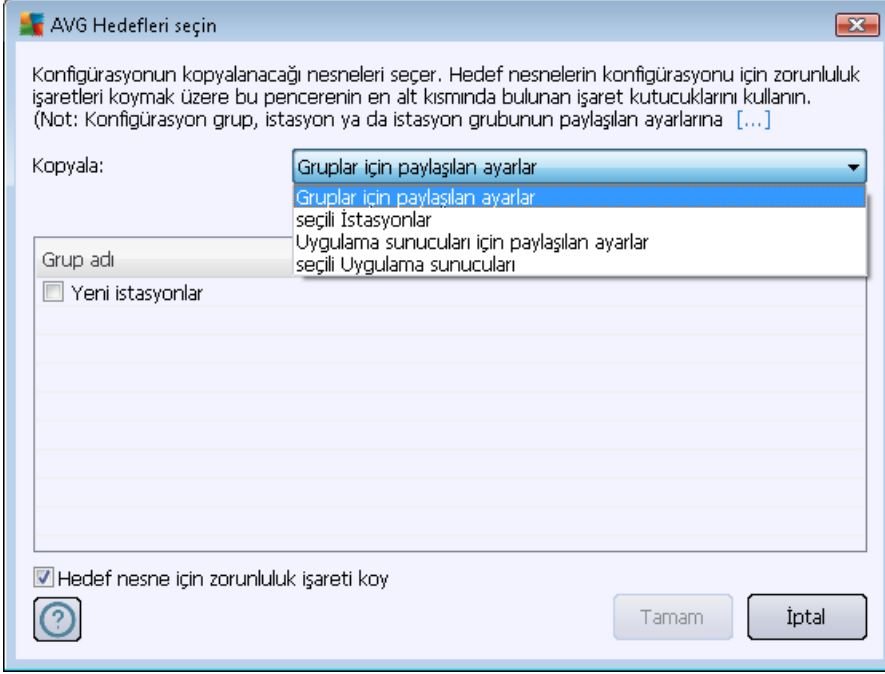 AVG Hedefleri seçin
Konfigürasyonun kopyalanacağı nesneleri seçer. Hedef nesnelerin konfigürasyonu için zorunluluk
işaretleri koymak üzere bu pencerenin en alt kısmında bulunan işaret kutucuklarını kullanın.
(Not: Konfigürasyon grup, istasyon ya da istasyon grubunun paylaşılan ayarlarına [...]
Kopyala:
Gruplar için paylaşılan ayarlar
Gruplar için paylaşılan ayarlar
seçili İstasyonlar
Uygulama sunucuları için paylaşılan ayarlar
seçili Uygulama sunucuları
Grup adı
Yeni istasyonlar
Hedef nesne için zorunluluk işareti koy
?
Tamam
İptal